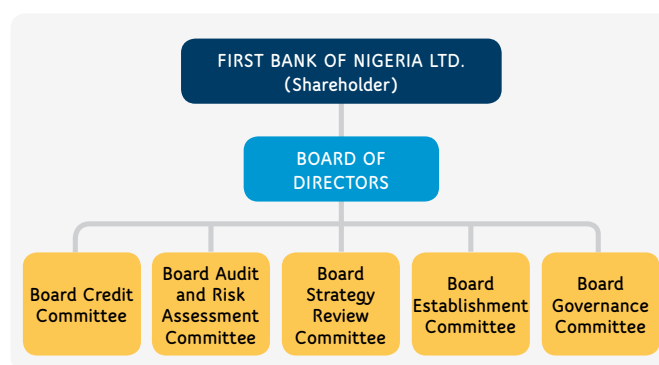 FIRST BANK OF NIGERIA LTD.
(Shareholder)
BOARD OF
DIRECTORS
Board Credit
Committee
Board Audit
and Risk
Assessment
Committee
Board
Strategy
Review
Committee
Board
Establishment
Committee
Board
Governance
Committee